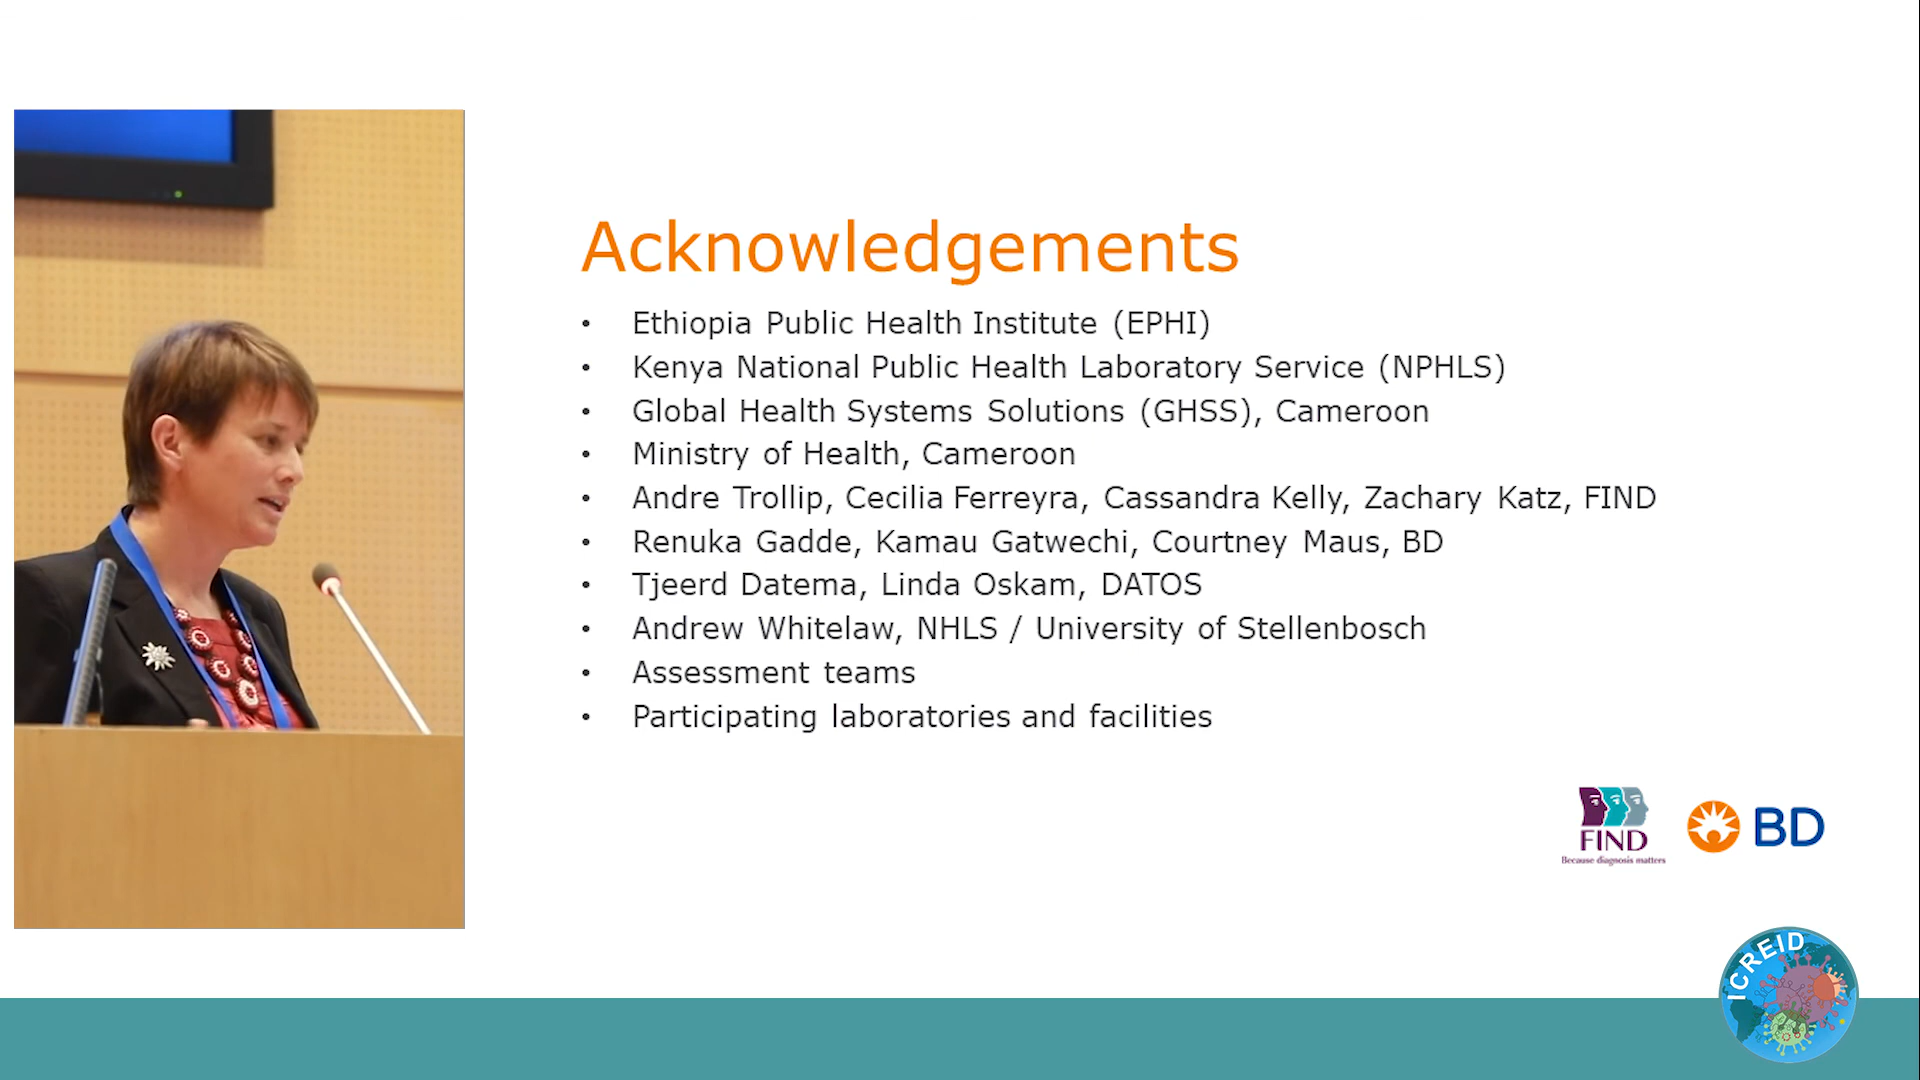 Acknowledgements
• Ethiopia Public Health Institute (EPHI)
• Kenya National Public Health Laboratory Service (NPHLS)
• Global Health Systems Solutions (GHSS), Cameroon
• Ministry of Health, Cameroon
• Andre Trollip, Cecilia Ferreyra, Cassandra Kelly, Zachary Katz, FIND
• Renuka Gadde, Kamau Gatwechi, Courtney Maus, BD
• Tjeerd Datema, Linda Oskam, DATOS
• Andrew Whitelaw, NHLS / University of Stellenbosch
• Assessment teams
• Participating laboratories and facilities
FIND
Because diagnosis matters
BD
ICREID